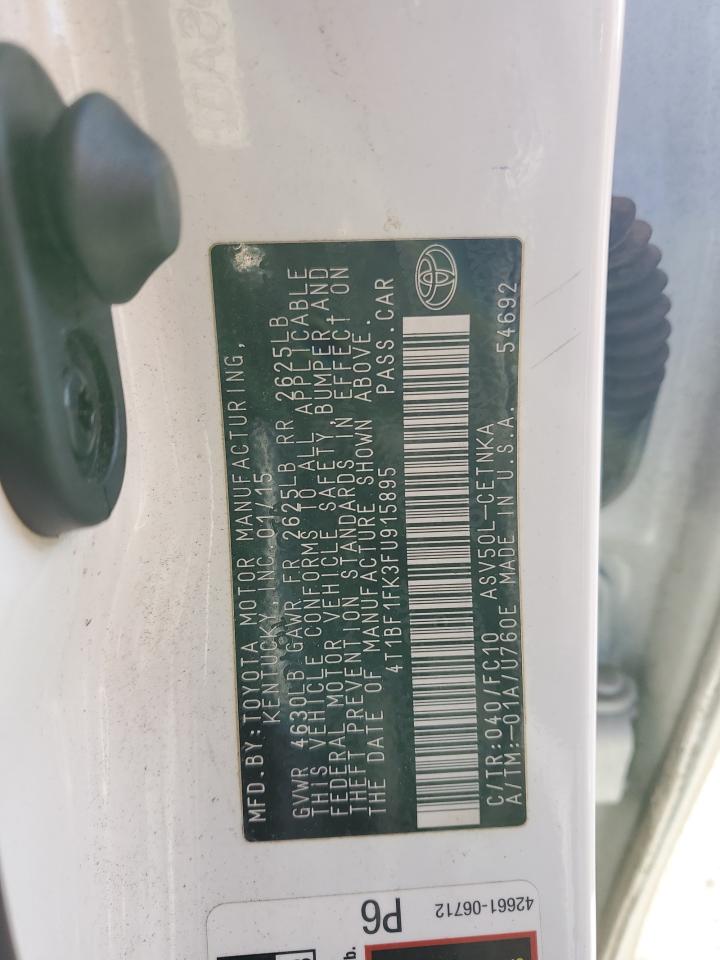 MFD.BY:TOYOTA MOTOR MANUFACTURING,
KENTUCKY,INC.01/15
GVWR 4630LB GAWR FR 2625LB RR 2625LB
THIS VEHICLE CONFORMS TO ALL APPLICABLE
FEDERAL MOTOR VEHICLE SAFETY, BUMPER, AND
THEFT PREVENTION STANDARDS IN EFFECT ON
THE DATE OF MANUFACTURE SHOWN ABOVE.
4T1BF1FK3FU915895 PASS.CAR
C/TR:040/FC10 ASV50L-CETNKA
A/TM:-01A/U760E MADE IN U.S.A. 54692
P6
42661-06712